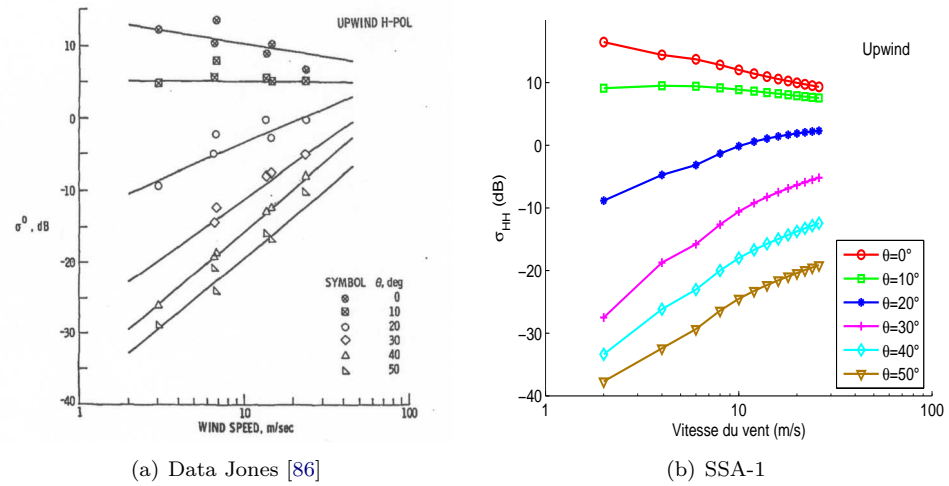 UPWIND H-POL
10
5
0
-10
σ°, dB
-20
-30
-40
SYMBOL θ, deg
0
10
20
30
40
50
1
10
100
WIND SPEED, m/sec
(a) Data Jones [86]
Upwind
10
0
−10
−20
−30
−40
σHH (dB)
θ=0°
θ=10°
θ=20°
θ=30°
θ=40°
θ=50°
1
10
100
Vitesse du vent (m/s)
(b) SSA-1